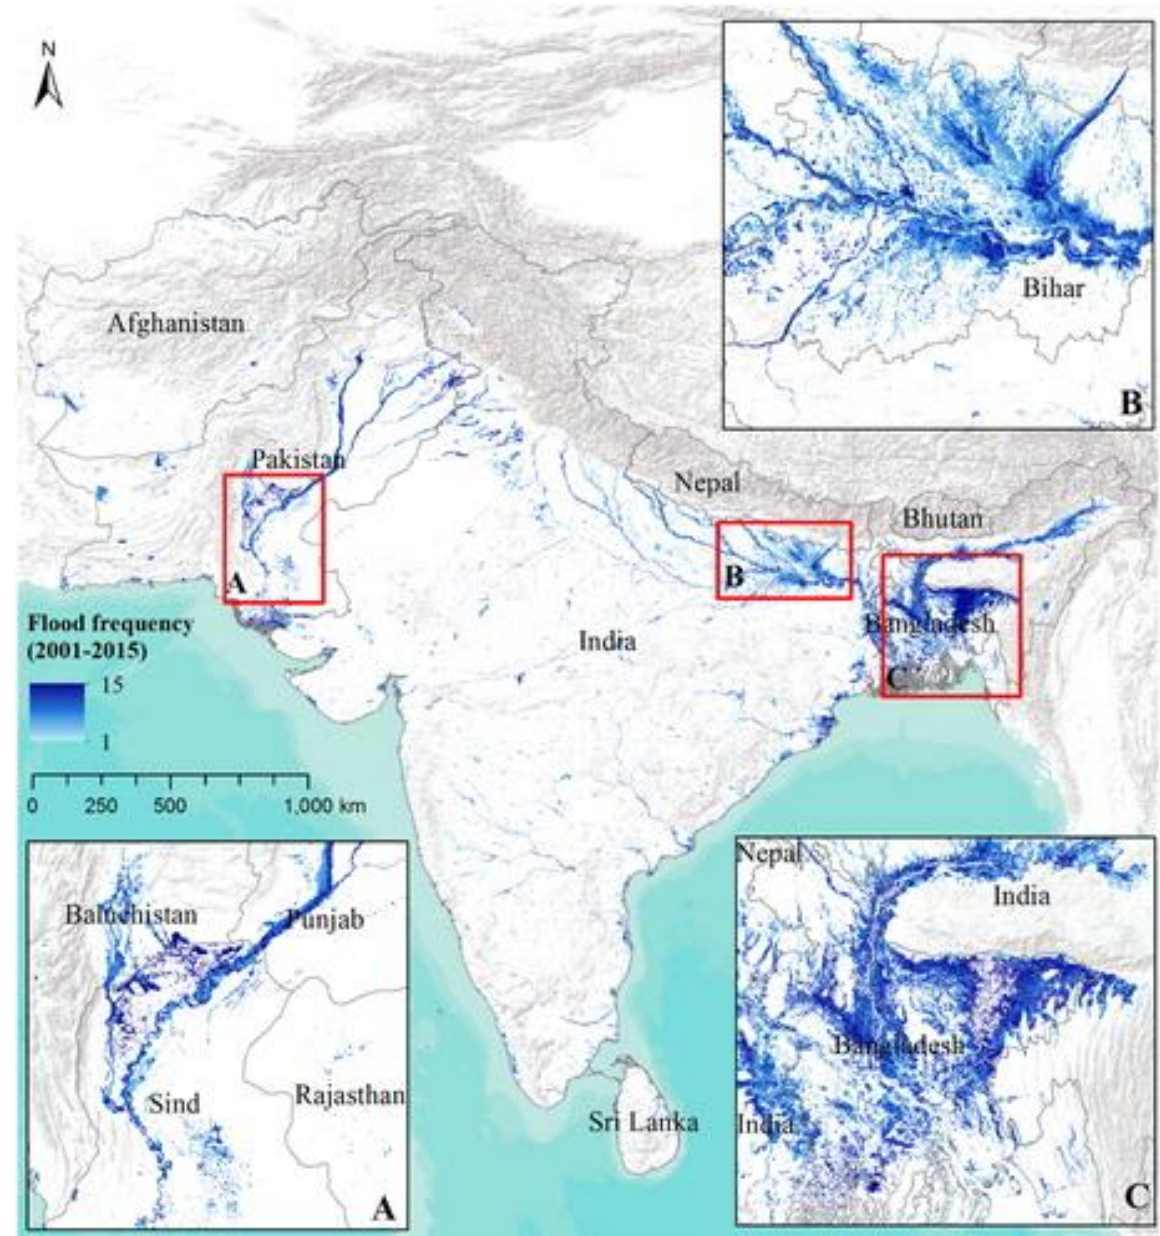 N
B
Bihar
Afghanistan
Pakistan
Nepal
Bhutan
A
B
Bangladesh
C
India
Flood frequency
(2001-2015)
15
1
0 250 500 1,000 km
Baluchistan
Punjab
Sind
Rajasthan
A
Sri Lanka
Nepal
India
Bangladesh
India
C